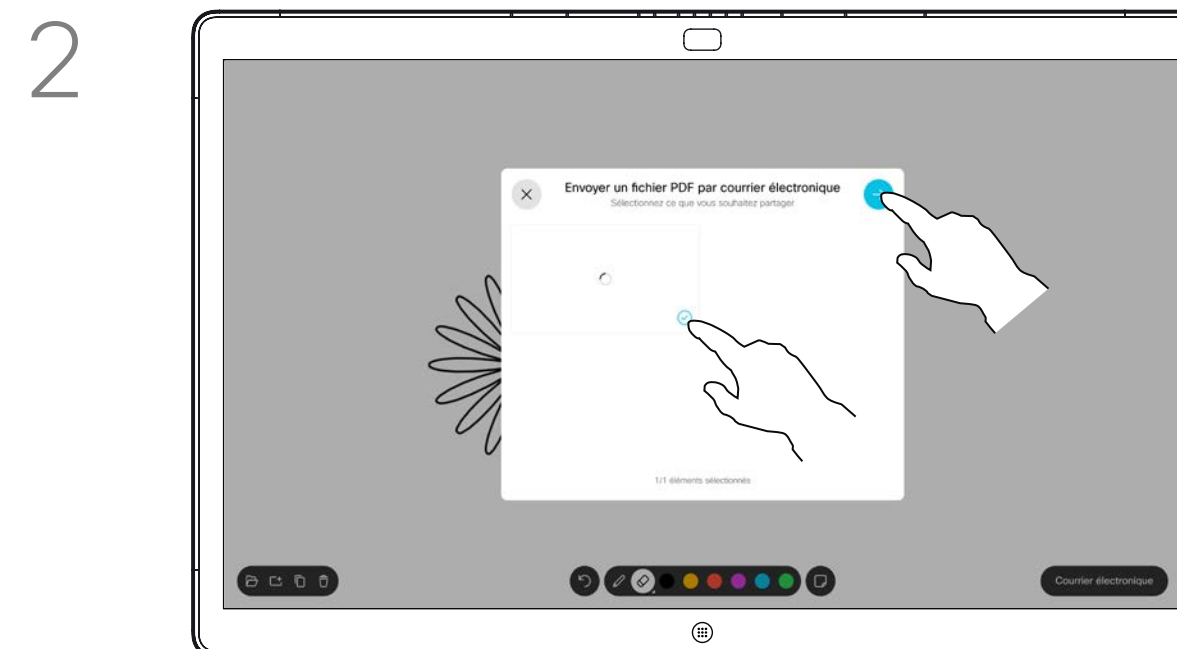 2
Envoyer un fichier PDF par courrier électronique
Sélectionnez ce que vous souhaitez partager
1/1 éléments sélectionnés
Courrier électronique